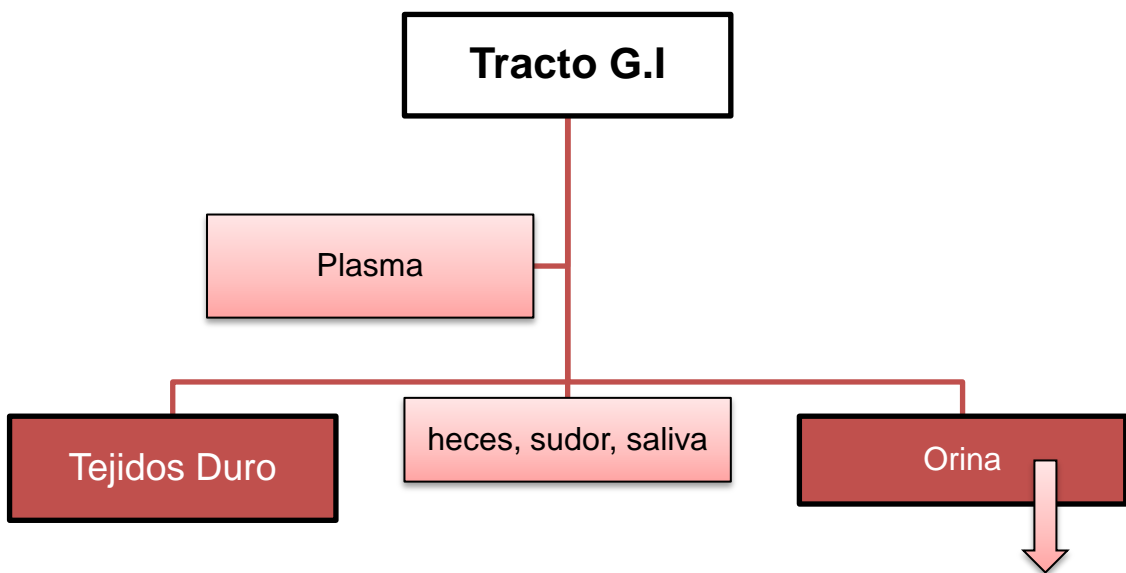 Tracto G.I
Plasma
Tejidos Duro
heces, sudor, saliva
Orina